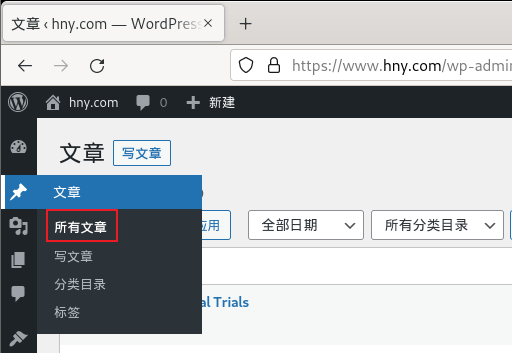 文章 ‹ hny.com — WordPress
https://www.hny.com/wp-admin
hny.com 0 新建
文章 写文章
文章
应用 全部日期 所有分类目录
所有文章
写文章
分类目录
al Trials
标签